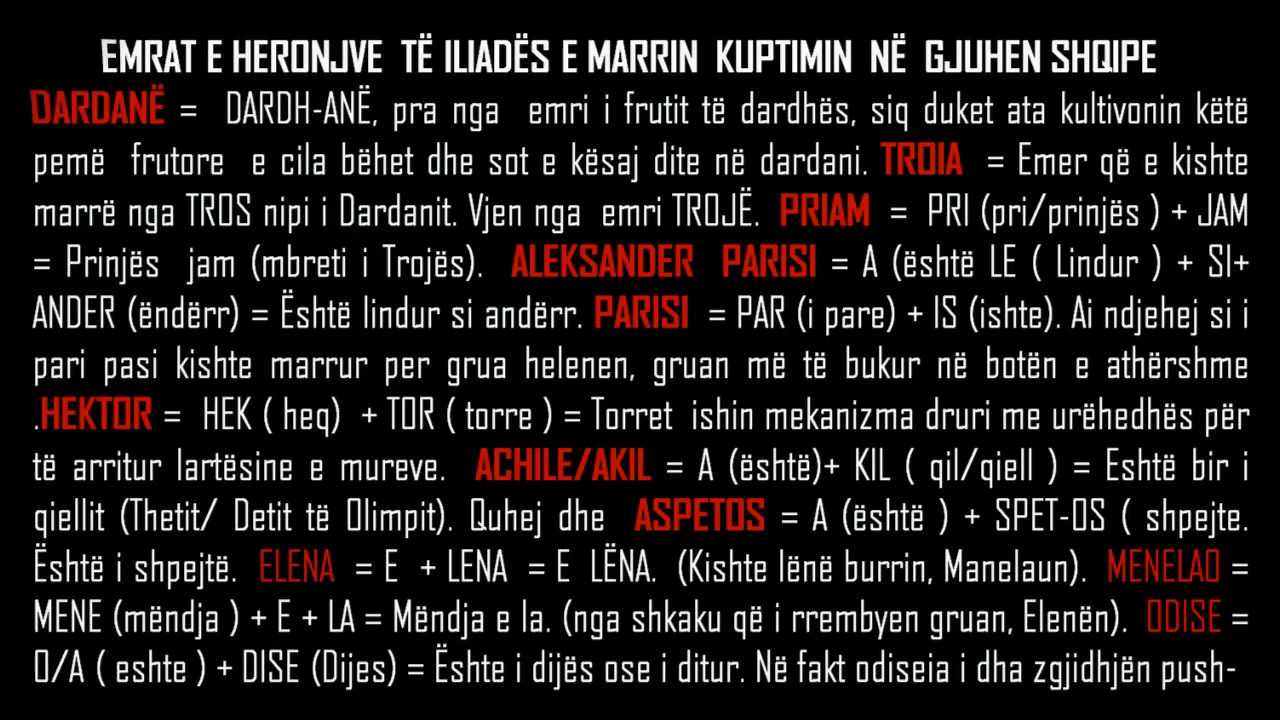 EMRAT E HERONJVE TË ILIADËS E MARRIN KUPTIMIN NË GJUHEN SHQIPE
DARDANË = DARDH-ANË, pra nga emri i frutit të dardhës, siq duket ata kultivonin këtë
pemë frutore e cila bëhet dhe sot e kësaj dite në dardani. TROIA = Emer që e kishte
marrë nga TROS nipi i Dardanit. Vjen nga emri TROJË. PRIAM = PRI (pri/prinjës ) + JAM
= Prinjës jam (mbreti i Trojës). ALEKSANDER PARISI = A (është LE ( Lindur ) + SI+
ANDER (ëndërr) = Është lindur si andërr. PARISI = PAR (i pare) + IS (ishte). Ai ndjehej si i
pari pasi kishte marrur per grua helenen, gruan më të bukur në botën e athërshme
.HEKTOR = HEK ( heq) + TOR ( torre ) = Torret ishin mekanizma druri me urëhedhës për
të arritur lartësine e mureve. ACHILE/AKIL = A (është)+ KIL ( qil/qiell ) = Eshtë bir i
qiellit (Thetit/ Detit të Olimpit). Quhej dhe ASPETOS = A (është ) + SPET-OS ( shpejte.
Është i shpejtë. ELENA = E + LENA = E LËNA. (Kishte lënë burrin, Manelaun). MENELAO =
MENE (mëndja ) + E + LA = Mëndja e la. (nga shkaku që i rrembyen gruan, Elenën). ODISE =
O/A ( eshte ) + DISE (Dijes) = Ështe i dijës ose i ditur. Në fakt odiseia i dha zgjidhjën push-